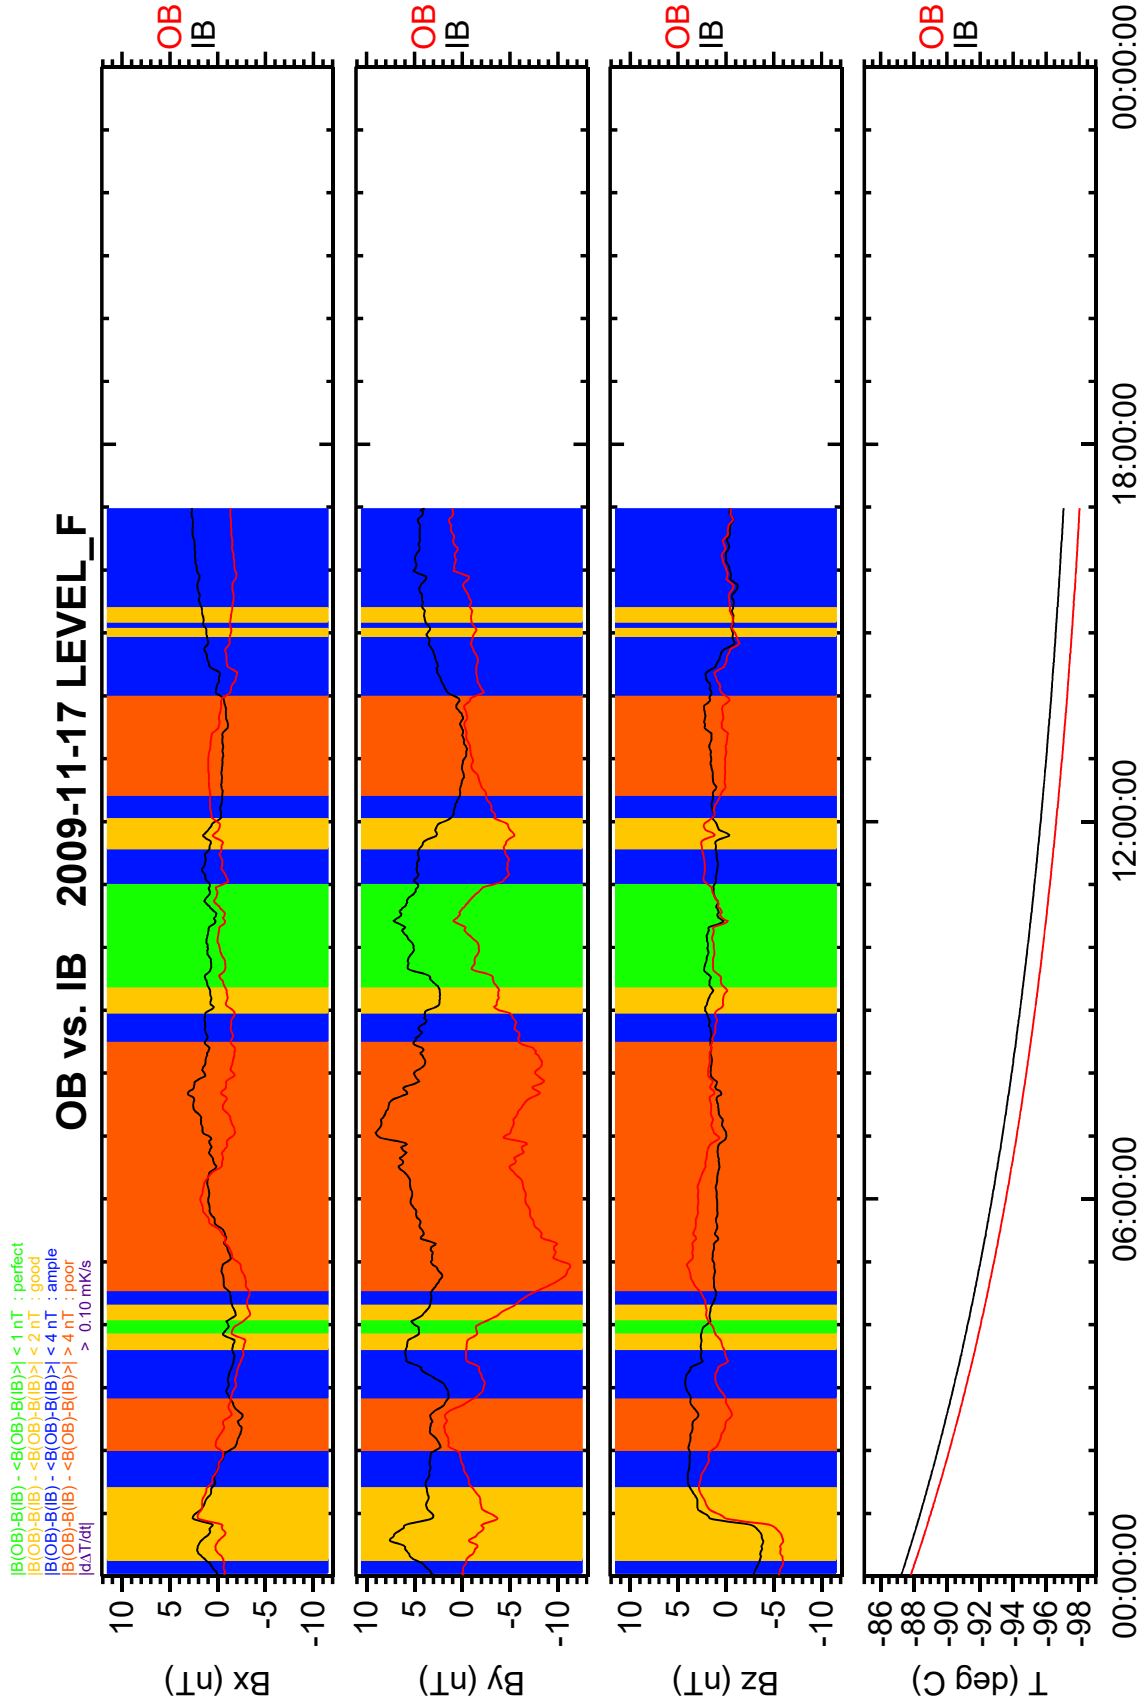 OB vs. IB 2009-11-17 LEVEL_F
|B(OB)-B(IB) - <B(OB)-B(IB)>| < 1 nT : perfect
|B(OB)-B(IB) - <B(OB)-B(IB)>| < 2 nT : good
|B(OB)-B(IB) - <B(OB)-B(IB)>| < 4 nT : ample
|B(OB)-B(IB) - <B(OB)-B(IB)>| > 4 nT : poor
|dΔT/dt| > 0.10 mK/s
Bx (nT)
10
5
0
-5
-10
OB
IB
By (nT)
10
5
0
-5
-10
OB
IB
Bz (nT)
10
5
0
-5
-10
OB
IB
T (deg C)
-86
-88
-90
-92
-94
-96
-98
OB
IB
00:00:00 06:00:00 12:00:00 18:00:00 00:00:00